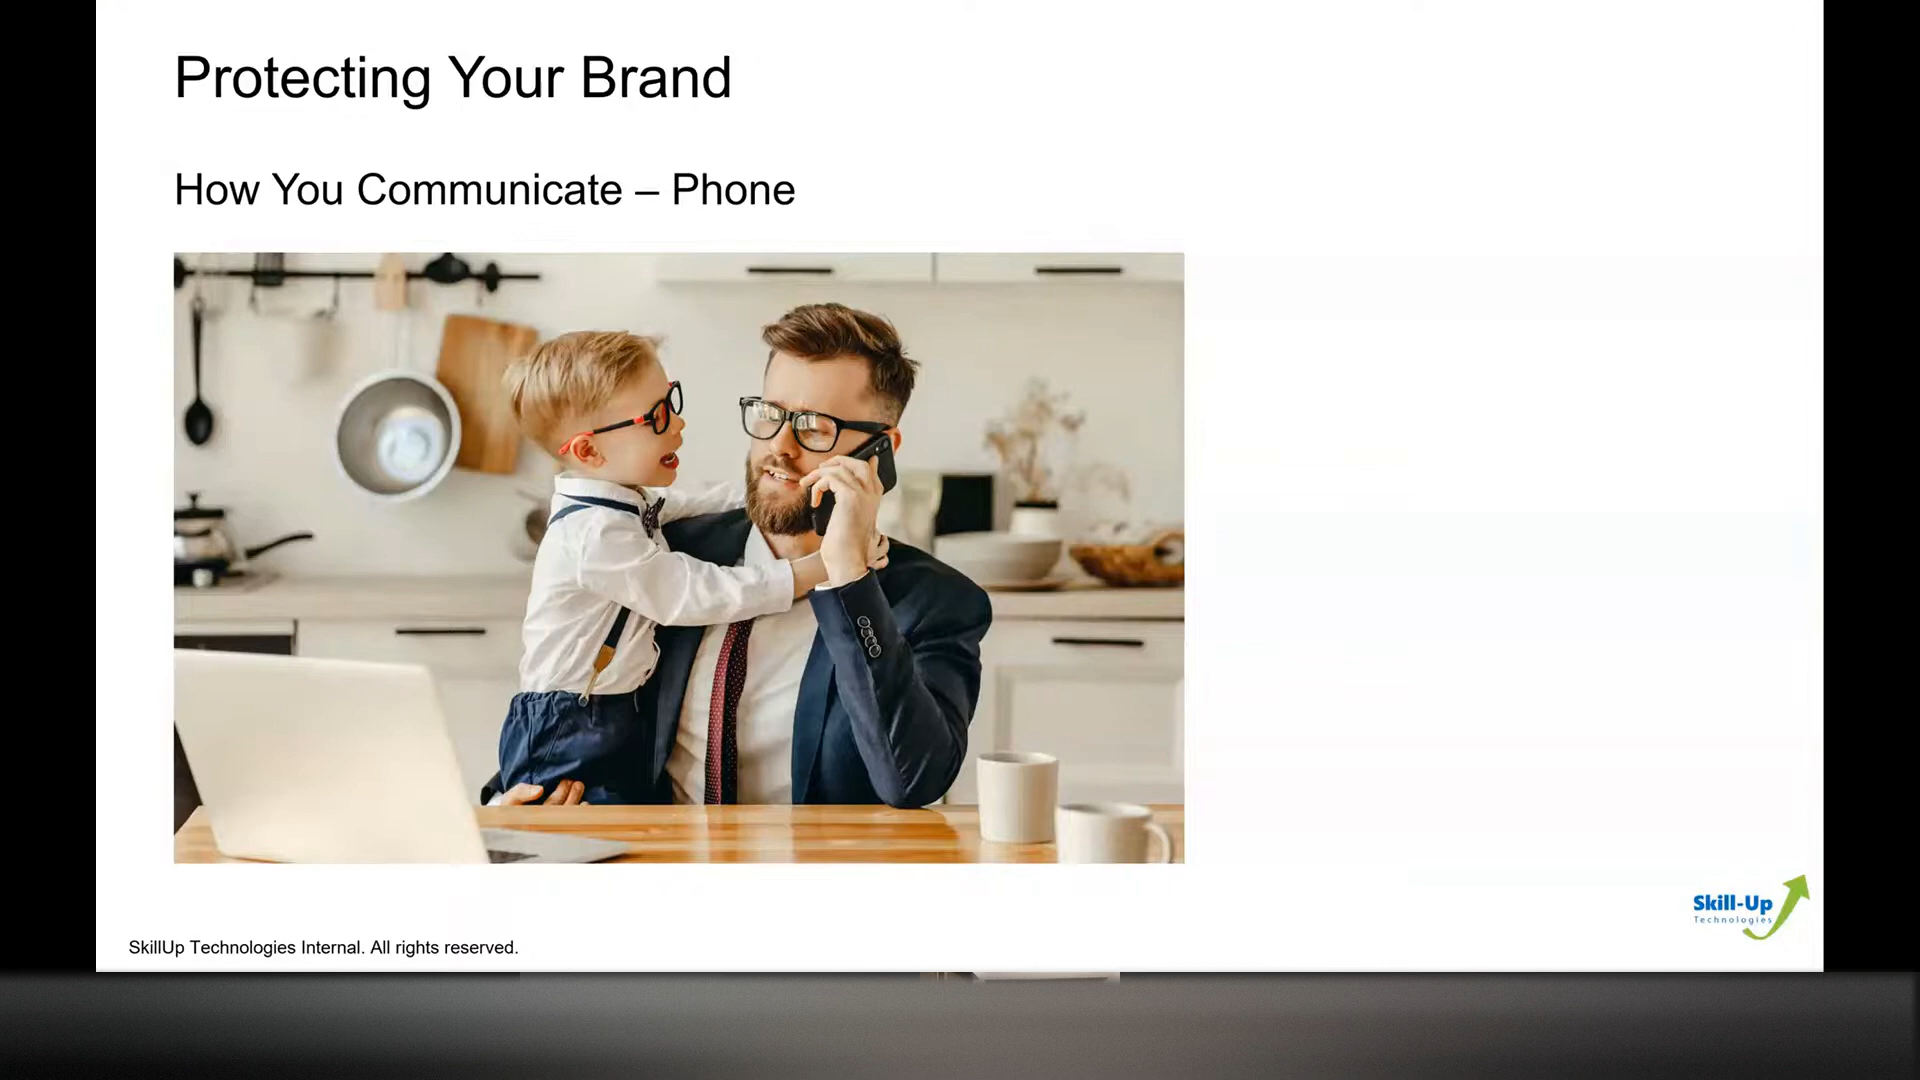 Protecting Your Brand
How You Communicate – Phone
Skill-Up
Technologies
SkillUp Technologies Internal. All rights reserved.